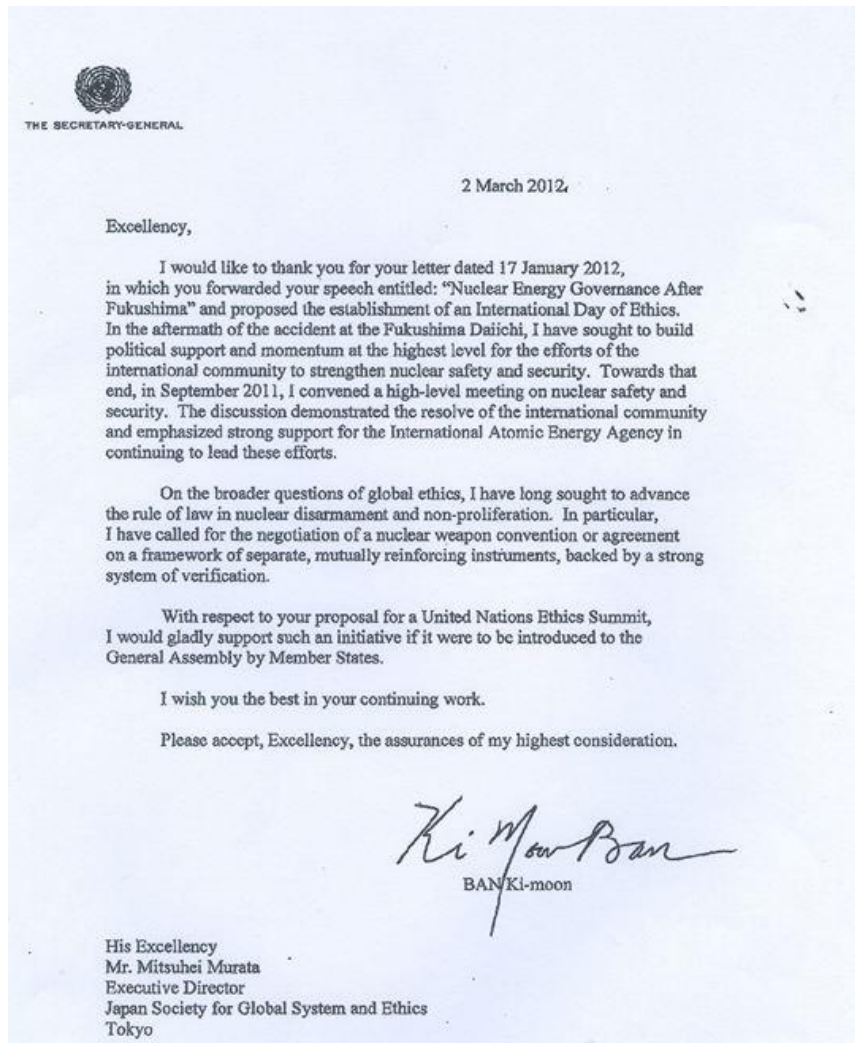 THE SECRETARY-GENERAL
2 March 2012
Excellency,
I would like to thank you for your letter dated 17 January 2012,
in which you forwarded your speech entitled: “Nuclear Energy Governance After
Fukushima” and proposed the establishment of an International Day of Ethics.
In the aftermath of the accident at the Fukushima Daiichi, I have sought to build
political support and momentum at the highest level for the efforts of the
international community to strengthen nuclear safety and security. Towards that
end, in September 2011, I convened a high-level meeting on nuclear safety and
security. The discussion demonstrated the resolve of the international community
and emphasized strong support for the International Atomic Energy Agency in
continuing to lead these efforts.
On the broader questions of global ethics, I have long sought to advance
the rule of law in nuclear disarmament and non-proliferation. In particular,
I have called for the negotiation of a nuclear weapon convention or agreement
on a framework of separate, mutually reinforcing instruments, backed by a strong
system of verification.
With respect to your proposal for a United Nations Ethics Summit,
I would gladly support such an initiative if it were to be introduced to the
General Assembly by Member States.
I wish you the best in your continuing work.
Please accept, Excellency, the assurances of my highest consideration.
Ki Moon Ban
BAN Ki-moon
His Excellency
Mr. Mitsuhei Murata
Executive Director
Japan Society for Global System and Ethics
Tokyo